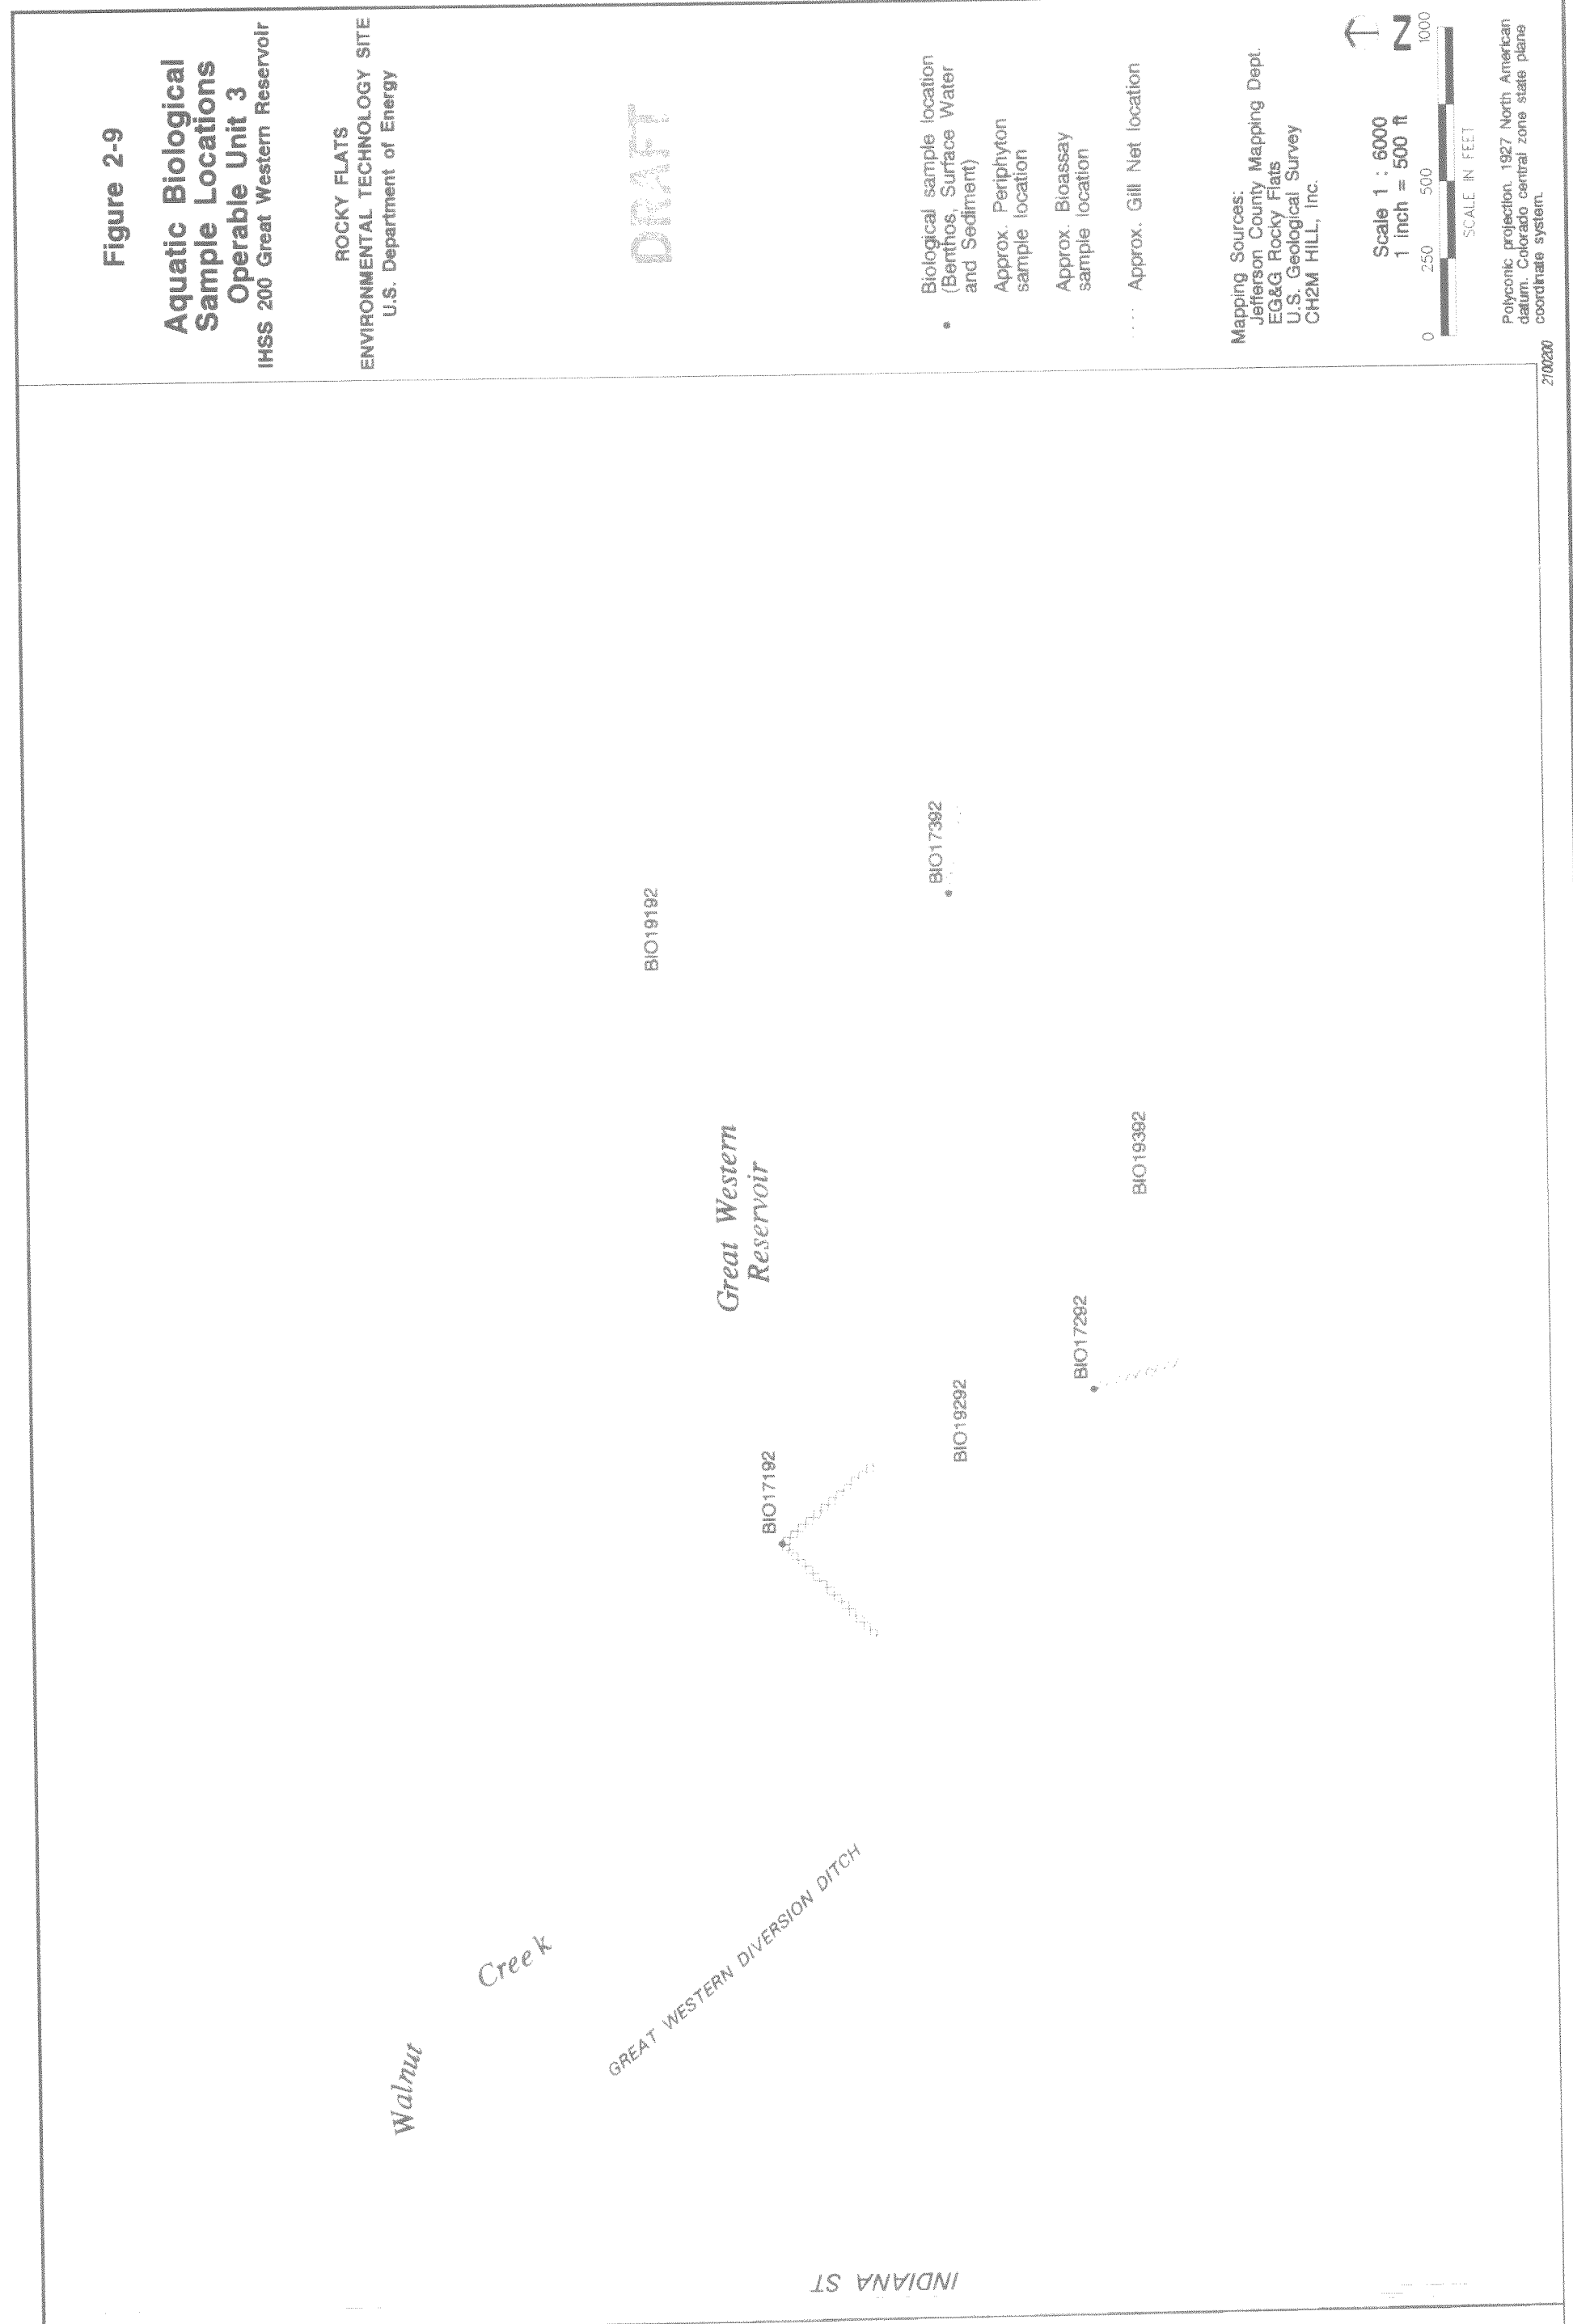 Figure 2-9
Aquatic Biological
Sample Locations
Operable Unit 3
IHSS 200 Great Western Reservoir
ROCKY FLATS
ENVIRONMENTAL TECHNOLOGY SITE
U.S. Department of Energy
DRAFT
Biological sample location
(Benthos, Surface Water
and Sediment)
Approx. Periphyton
sample location
Approx. Bioassay
sample location
Approx. Gill Net location
Mapping Sources:
Jefferson County Mapping Dept.
EG&G Rocky Flats
U.S. Geological Survey
CH2M HILL, Inc.
N
Scale 1 : 6000
1 inch = 500 ft
0 250 500 1000
SCALE IN FEET
Polyconic projection. 1927 North American
datum. Colorado central zone state plane
coordinate system.
2100200
Walnut
Creek
GREAT WESTERN DIVERSION DITCH
INDIANA ST
BIO17192
Great Western
Reservoir
BIO19192
BIO19292
BIO17392
BIO17292
BIO19392